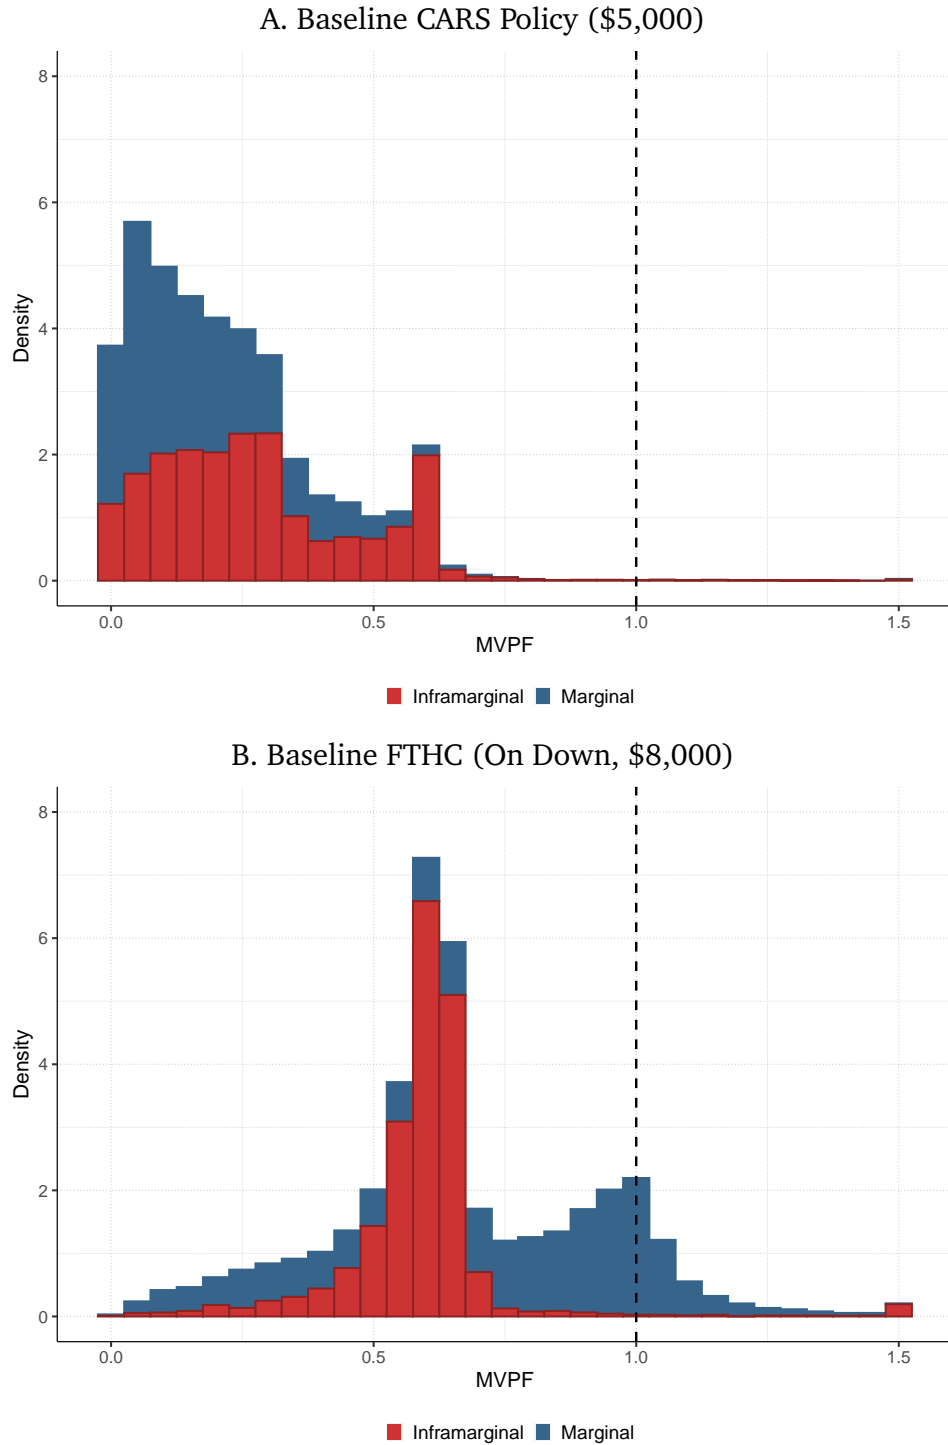 A. Baseline CARS Policy ($5,000)
8
6
4
2
0
Density
0.0 0.5 1.0 1.5
MVPF
Inframarginal Marginal
B. Baseline FTHC (On Down, $8,000)
8
6
4
2
0
Density
0.0 0.5 1.0 1.5
MVPF
Inframarginal Marginal